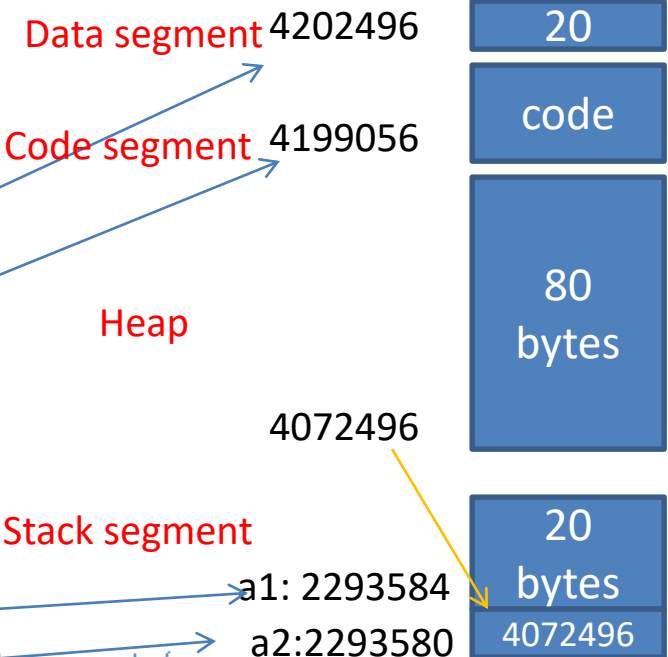 Data segment 4202496 20
Code segment 4199056 code
Heap
80
bytes
4072496
Stack segment
20
bytes
a1: 2293584
a2:2293580 4072496